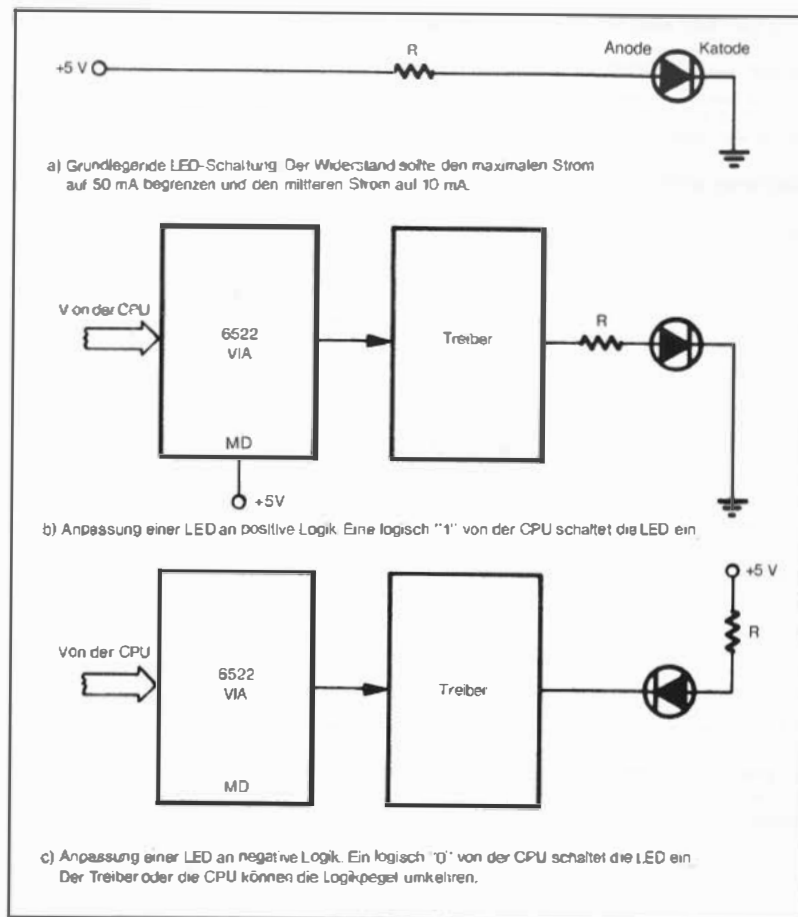 +5 V
R
Anode
Katode
a) Grundlegende LED-Schaltung. Der Widerstand sollte den maximalen Strom
auf 50 mA begrenzen und den mittleren Strom auf 10 mA.
Von der CPU
6522
VIA
MD
+5V
Treiber
R
b) Anpassung einer LED an positive Logik. Eine logisch "1" von der CPU schaltet die LED ein
Von der CPU
6522
VIA
MD
Treiber
+5 V
R
c) Anpassung einer LED an negative Logik. Ein logisch "0" von der CPU schaltet die LED ein
Der Treiber oder die CPU können die Logikpegel umkehren.